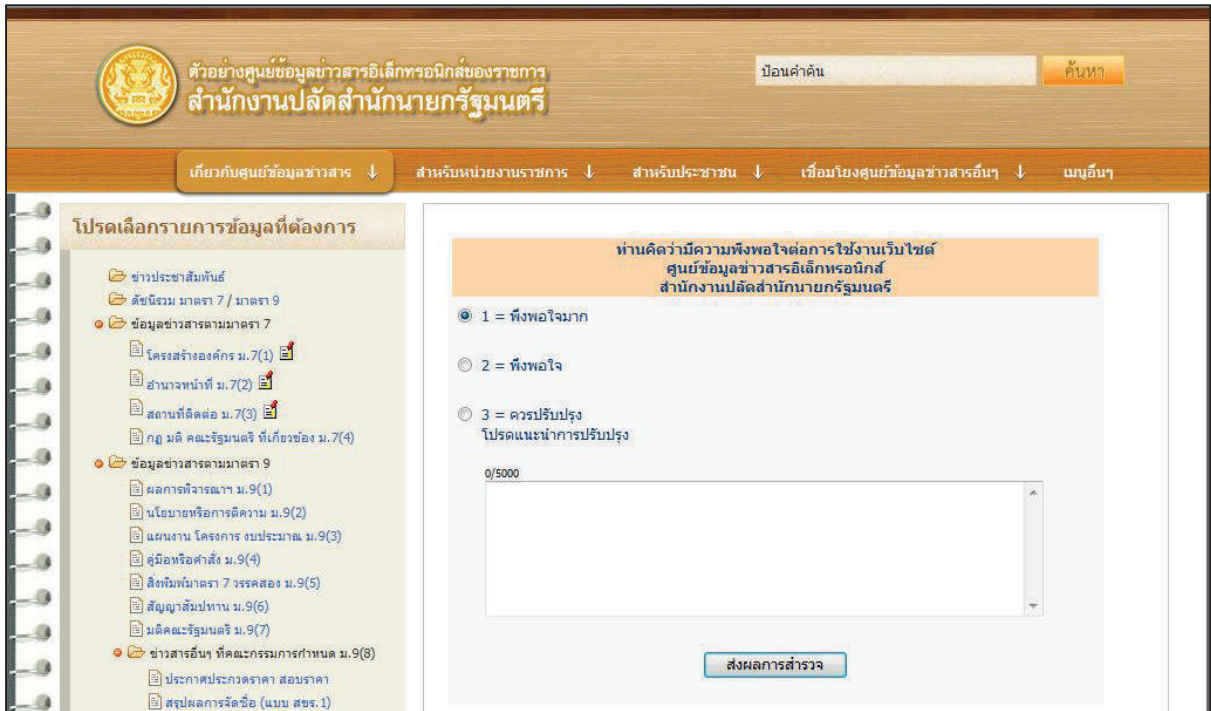 ตัวอย่างศูนย์ข้อมูลข่าวสารอิเล็กทรอนิกส์ของราชการ
สำนักงานปลัดสำนักนายกรัฐมนตรี
ป้อนคำค้น
ค้นหา
เกี่ยวกับศูนย์ข้อมูลข่าวสาร ↓ สำหรับหน่วยงานราชการ ↓ สำหรับประชาชน ↓ เชื่อมโยงศูนย์ข้อมูลข่าวสารอื่นๆ ↓ เมนูอื่นๆ
โปรดเลือกรายการข้อมูลที่ต้องการ
ข่าวประชาสัมพันธ์
ดัชนีรวม มาตรา 7 / มาตรา 9
ข้อมูลข่าวสารตามมาตรา 7
โครงสร้างองค์กร ม.7(1)
อำนาจหน้าที่ ม.7(2)
สถานที่ติดต่อ ม.7(3)
กฎ มติ คณะรัฐมนตรี ที่เกี่ยวข้อง ม.7(4)
ข้อมูลข่าวสารตามมาตรา 9
ผลการพิจารณาฯ ม.9(1)
นโยบายหรือการตีความ ม.9(2)
แผนงาน โครงการ งบประมาณ ม.9(3)
คู่มือหรือคำสั่ง ม.9(4)
สิ่งพิมพ์มาตรา 7 วรรคสอง ม.9(5)
สัญญาสัมปทาน ม.9(6)
มติคณะรัฐมนตรี ม.9(7)
ข่าวสารอื่นๆ ที่คณะกรรมการกำหนด ม.9(8)
ประกาศประกวดราคา สอบราคา
สรุปผลการจัดซื้อ (แบบ สขร.1)
ท่านคิดว่ามีความพึงพอใจต่อการใช้งานเว็บไซต์
ศูนย์ข้อมูลข่าวสารอิเล็กทรอนิกส์
สำนักงานปลัดสำนักนายกรัฐมนตรี
1 = พึงพอใจมาก
2 = พึงพอใจ
3 = ควรปรับปรุง
โปรดแนะนำการปรับปรุง
0/5000
ส่งผลการสำรวจ